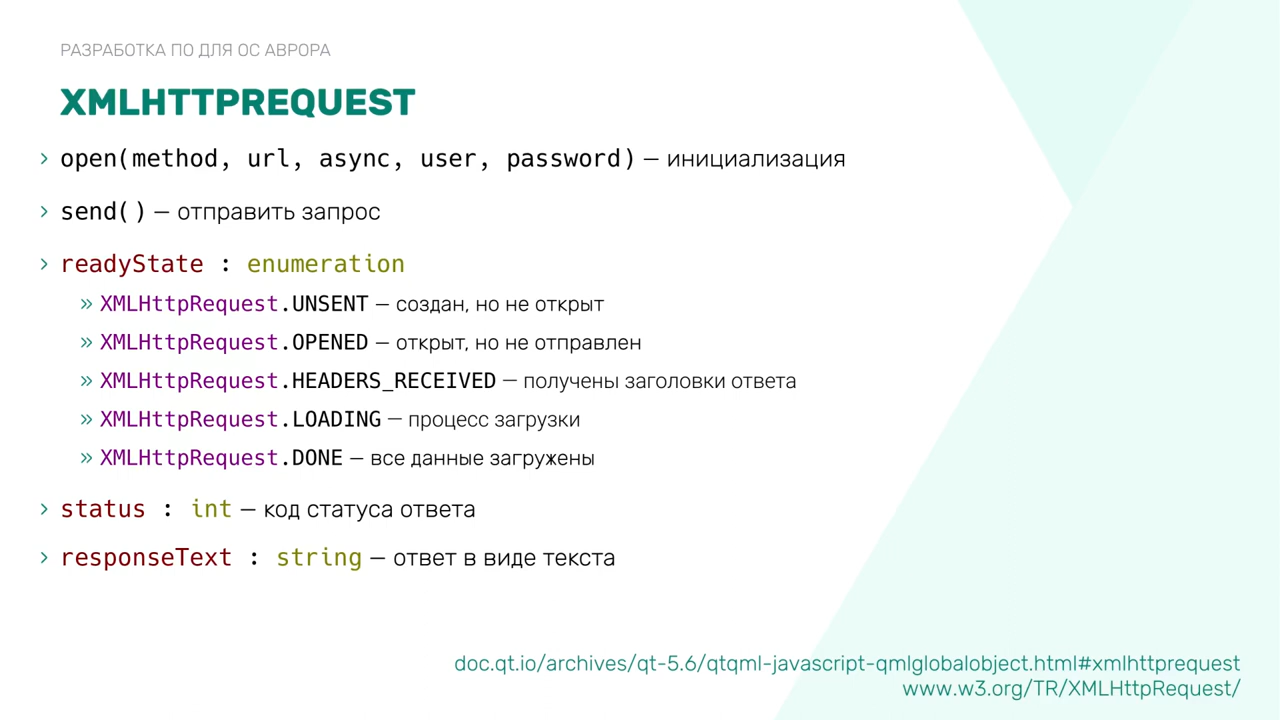 РАЗРАБОТКА ПО ДЛЯ ОС АВРОРА
XMLHTTPREQUEST
› open(method, url, async, user, password) — инициализация
› send() — отправить запрос
› readyState : enumeration
» XMLHttpRequest.UNSENT — создан, но не открыт
» XMLHttpRequest.OPENED — открыт, но не отправлен
» XMLHttpRequest.HEADERS_RECEIVED — получены заголовки ответа
» XMLHttpRequest.LOADING — процесс загрузки
» XMLHttpRequest.DONE — все данные загружены
› status : int — код статуса ответа
› responseText : string — ответ в виде текста
doc.qt.io/archives/qt-5.6/qtqml-javascript-qmlglobalobject.html#xmlhttprequest
www.w3.org/TR/XMLHttpRequest/